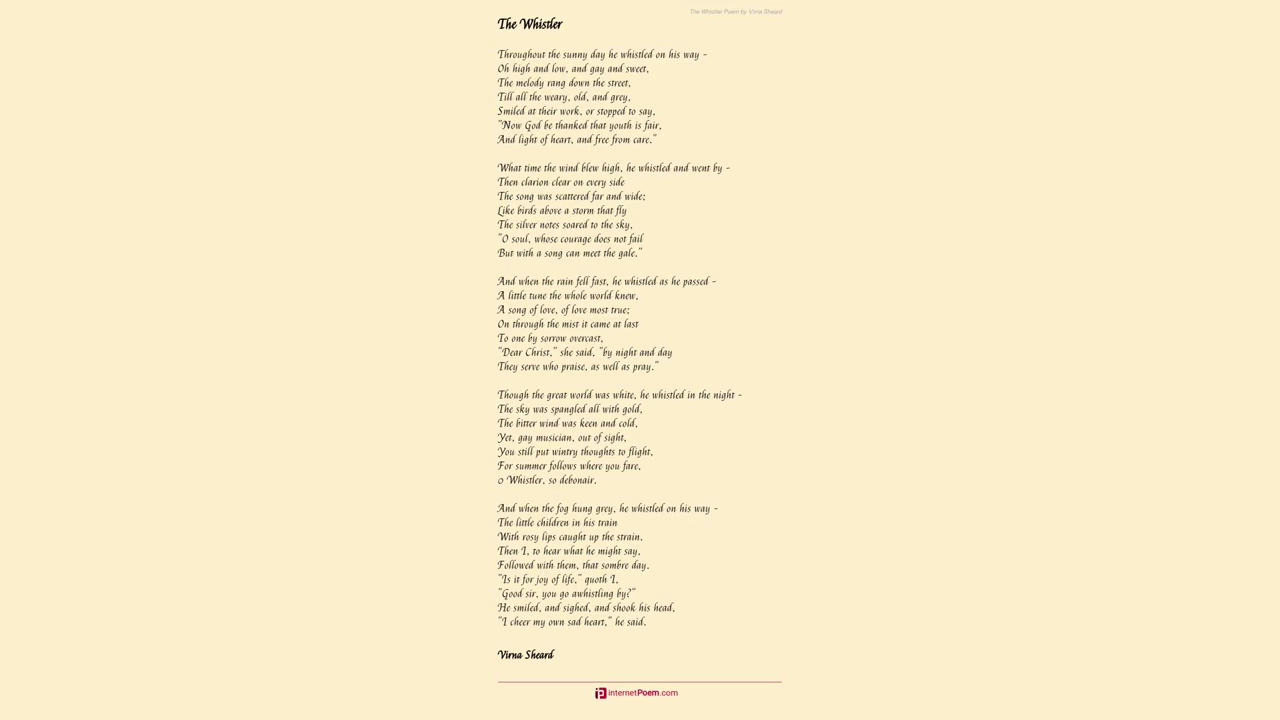 The Whistler Poem by Virna Sheard
The Whistler
Throughout the sunny day he whistled on his way -
Oh high and low, and gay and sweet,
The melody rang down the street,
Till all the weary, old, and grey,
Smiled at their work, or stopped to say,
"Now God be thanked that youth is fair,
And light of heart, and free from care."
What time the wind blew high, he whistled and went by -
Then clarion clear on every side
The song was scattered far and wide;
Like birds above a storm that fly
The silver notes soared to the sky,
"O soul, whose courage does not fail
But with a song can meet the gale."
And when the rain fell fast, he whistled as he passed -
A little tune the whole world knew,
A song of love, of love most true;
On through the mist it came at last
To one by sorrow overcast,
"Dear Christ," she said, "by night and day
They serve who praise, as well as pray."
Though the great world was white, he whistled in the night -
The sky was spangled all with gold,
The bitter wind was keen and cold,
Yet, gay musician, out of sight,
You still put wintry thoughts to flight,
For summer follows where you fare,
0 Whistler, so debonair.
And when the fog hung grey, he whistled on his way -
The little children in his train
With rosy lips caught up the strain.
Then I, to hear what he might say,
Followed with them, that sombre day.
"Is it for joy of life," quoth I,
"Good sir, you go awhistling by?"
He smiled, and sighed, and shook his head,
"I cheer my own sad heart," he said.
Virna Sheard
internetPoem.com